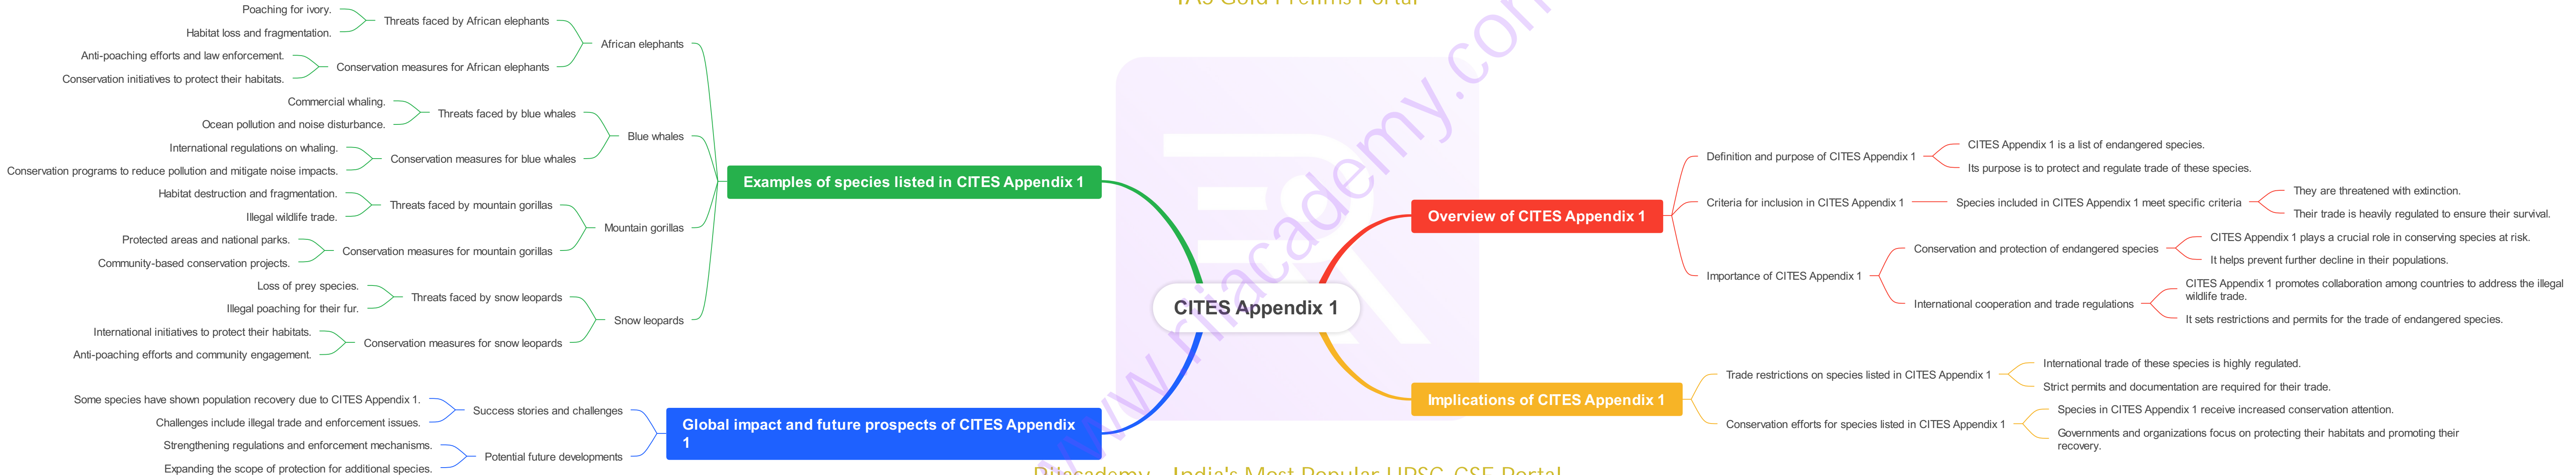 IAS Gold Prelims Portal
CITES Appendix 1
Overview of CITES Appendix 1
Definition and purpose of CITES Appendix 1
CITES Appendix 1 is a list of endangered species.
Its purpose is to protect and regulate trade of these species.
Criteria for inclusion in CITES Appendix 1
Species included in CITES Appendix 1 meet specific criteria
They are threatened with extinction.
Their trade is heavily regulated to ensure their survival.
Importance of CITES Appendix 1
Conservation and protection of endangered species
CITES Appendix 1 plays a crucial role in conserving species at risk.
It helps prevent further decline in their populations.
International cooperation and trade regulations
CITES Appendix 1 promotes collaboration among countries to address the illegal
wildlife trade.
It sets restrictions and permits for the trade of endangered species.
Implications of CITES Appendix 1
Trade restrictions on species listed in CITES Appendix 1
International trade of these species is highly regulated.
Strict permits and documentation are required for their trade.
Conservation efforts for species listed in CITES Appendix 1
Species in CITES Appendix 1 receive increased conservation attention.
Governments and organizations focus on protecting their habitats and promoting their
recovery.
Examples of species listed in CITES Appendix 1
African elephants
Threats faced by African elephants
Poaching for ivory.
Habitat loss and fragmentation.
Conservation measures for African elephants
Anti-poaching efforts and law enforcement.
Conservation initiatives to protect their habitats.
Blue whales
Threats faced by blue whales
Commercial whaling.
Ocean pollution and noise disturbance.
Conservation measures for blue whales
International regulations on whaling.
Conservation programs to reduce pollution and mitigate noise impacts.
Mountain gorillas
Threats faced by mountain gorillas
Habitat destruction and fragmentation.
Illegal wildlife trade.
Conservation measures for mountain gorillas
Protected areas and national parks.
Community-based conservation projects.
Snow leopards
Threats faced by snow leopards
Loss of prey species.
Illegal poaching for their fur.
Conservation measures for snow leopards
International initiatives to protect their habitats.
Anti-poaching efforts and community engagement.
Global impact and future prospects of CITES Appendix
1
Success stories and challenges
Some species have shown population recovery due to CITES Appendix 1.
Challenges include illegal trade and enforcement issues.
Potential future developments
Strengthening regulations and enforcement mechanisms.
Expanding the scope of protection for additional species.
www.rijiacademy.com
Rijiacademy - India's Most Popular UPSC-CSE Portal